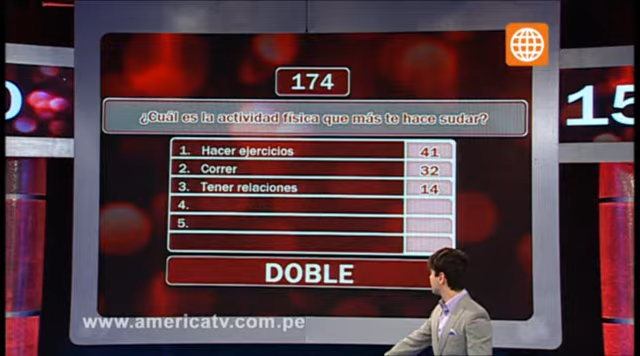 174
¿Cuál es la actividad física que más te hace sudar?
1. Hacer ejercicios 41
2. Correr 32
3. Tener relaciones 14
4.
5.
DOBLE
0
15
www.americatv.com.pe